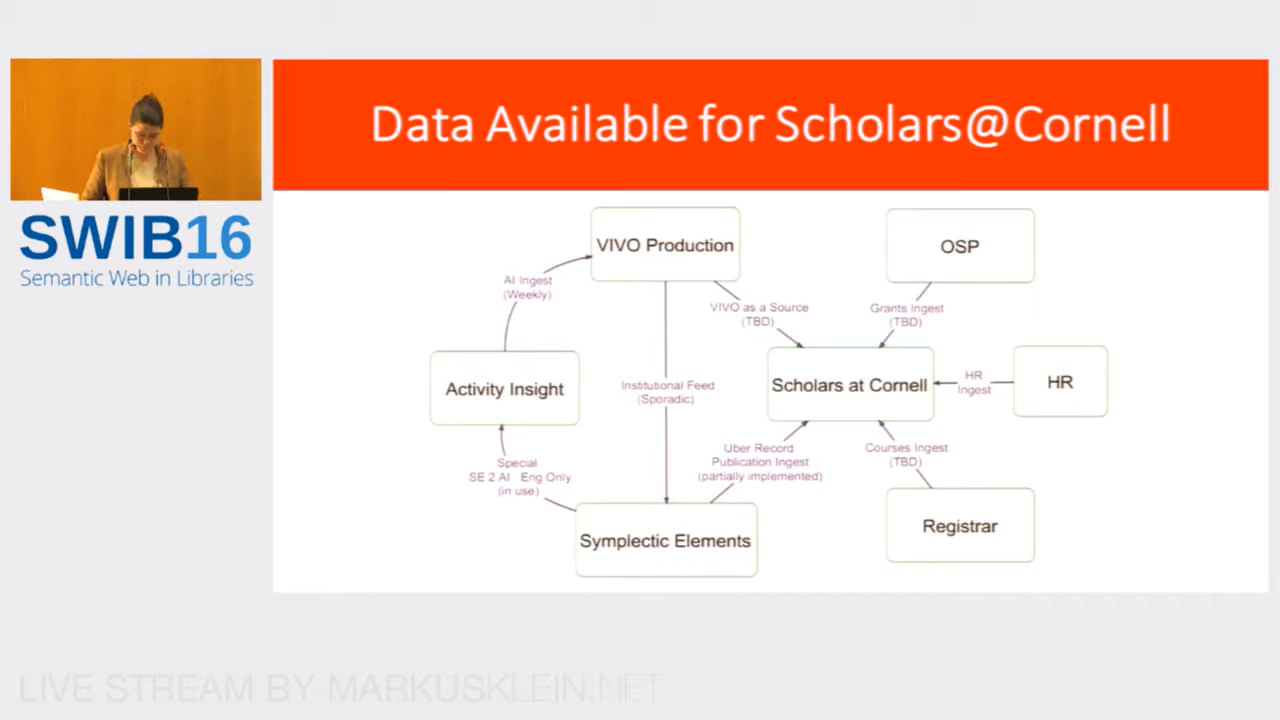 Data Available for Scholars@Cornell
SWIB16
Semantic Web in Libraries
VIVO Production
OSP
AI Ingest
(Weekly)
VIVO as a Source
(TBD)
Grants Ingest
(TBD)
Activity Insight
Institutional Feed
(Sporadic)
Scholars at Cornell
HR
Ingest
HR
Special
SE 2 AI Eng Only
(in use)
Uber Record
Publication Ingest
(partially implemented)
Courses Ingest
(TBD)
Symplectic Elements
Registrar
LIVE STREAM BY MARKUSKLEIN.NET